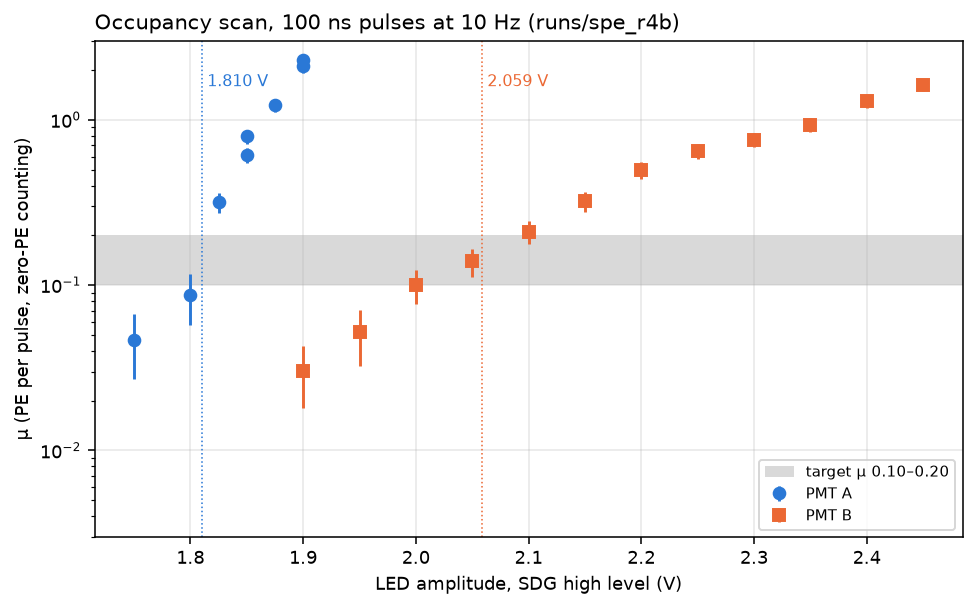 Occupancy scan, 100 ns pulses at 10 Hz (runs/spe_r4b)
1.810 V
2.059 V
μ (PE per pulse, zero-PE counting)
10⁰
10⁻¹
10⁻²
target μ 0.10–0.20
PMT A
PMT B
1.8 1.9 2.0 2.1 2.2 2.3 2.4
LED amplitude, SDG high level (V)